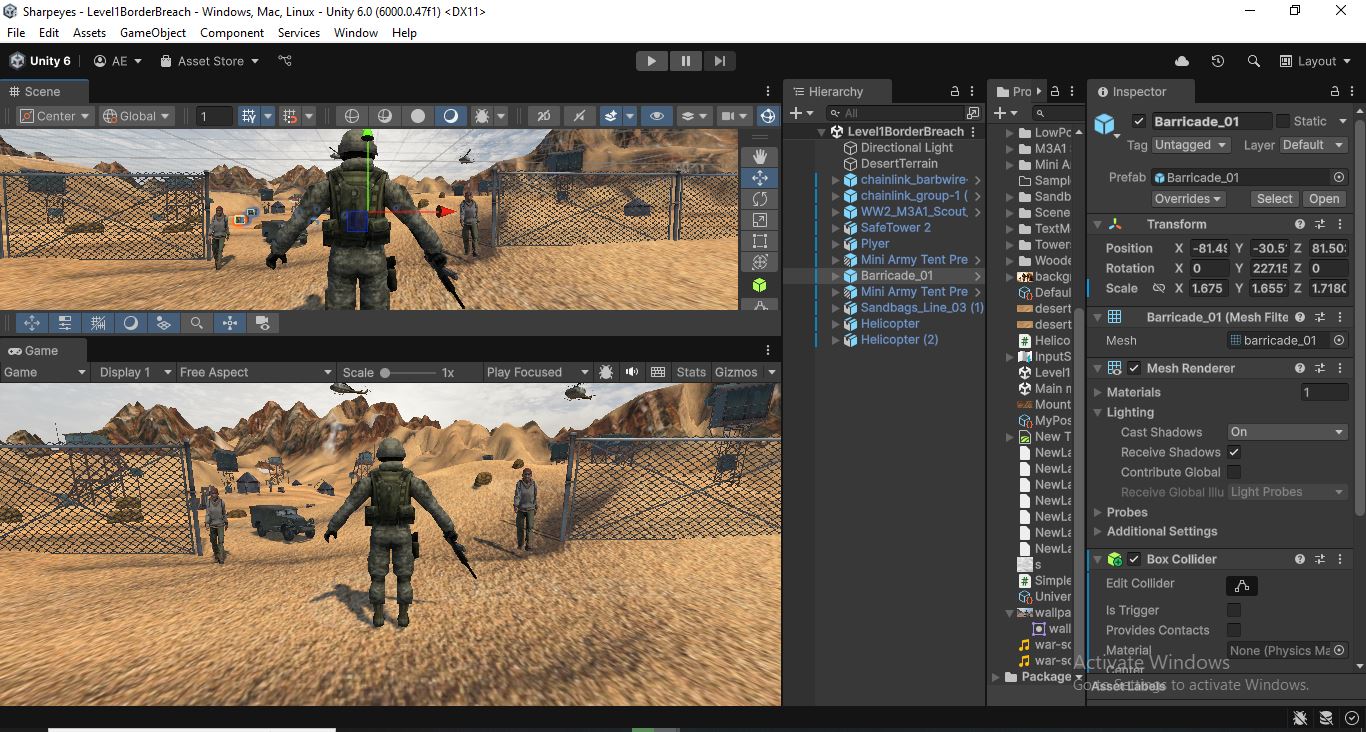 Sharpeyes - Level1BorderBreach - Windows, Mac, Linux - Unity 6.0 (6000.0.47f1) <DX11>
File Edit Assets GameObject Component Services Window Help
Unity 6 AE Asset Store Layout
Scene
Center Global 1 2D
Game
Game Display 1 Free Aspect Scale 1x Play Focused Stats Gizmos
Hierarchy
All
Level1BorderBreach
Directional Light
DesertTerrain
chainlink_barbwire
chainlink_group-1 (
WW2_M3A1_Scout_
SafeTower 2
Plyer
Mini Army Tent Pre
Barricade_01
Mini Army Tent Pre
Sandbags_Line_03 (1)
Helicopter
Helicopter (2)
Pro
LowPo
M3A1
Mini A
Sampl
Sandb
Scene
TextM
Tower
Woode
backgr
Defaul
desert
desert
Helico
InputS
Level1
Main m
Mount
MyPos
New T
NewLa
NewLa
NewLa
NewLa
NewLa
NewLa
NewLa
s
Simple
Univer
wallpa
wall
war-so
war-so
Package
Inspector
Barricade_01 Static
Tag Untagged Layer Default
Prefab Barricade_01
Overrides Select Open
Transform
Position X -81.49 Y -30.5 Z 81.50
Rotation X 0 Y 227.15 Z 0
Scale X 1.675 Y 1.655 Z 1.7180
Barricade_01 (Mesh Filte
Mesh barricade_01
Mesh Renderer
Materials 1
Lighting
Cast Shadows On
Receive Shadows
Contribute Global
Receive Global Illu Light Probes
Probes
Additional Settings
Box Collider
Edit Collider
Is Trigger
Provides Contacts
Material None (Physics Ma
Center
Asset Labels
Activate Windows
Go to Settings to activate Windows.